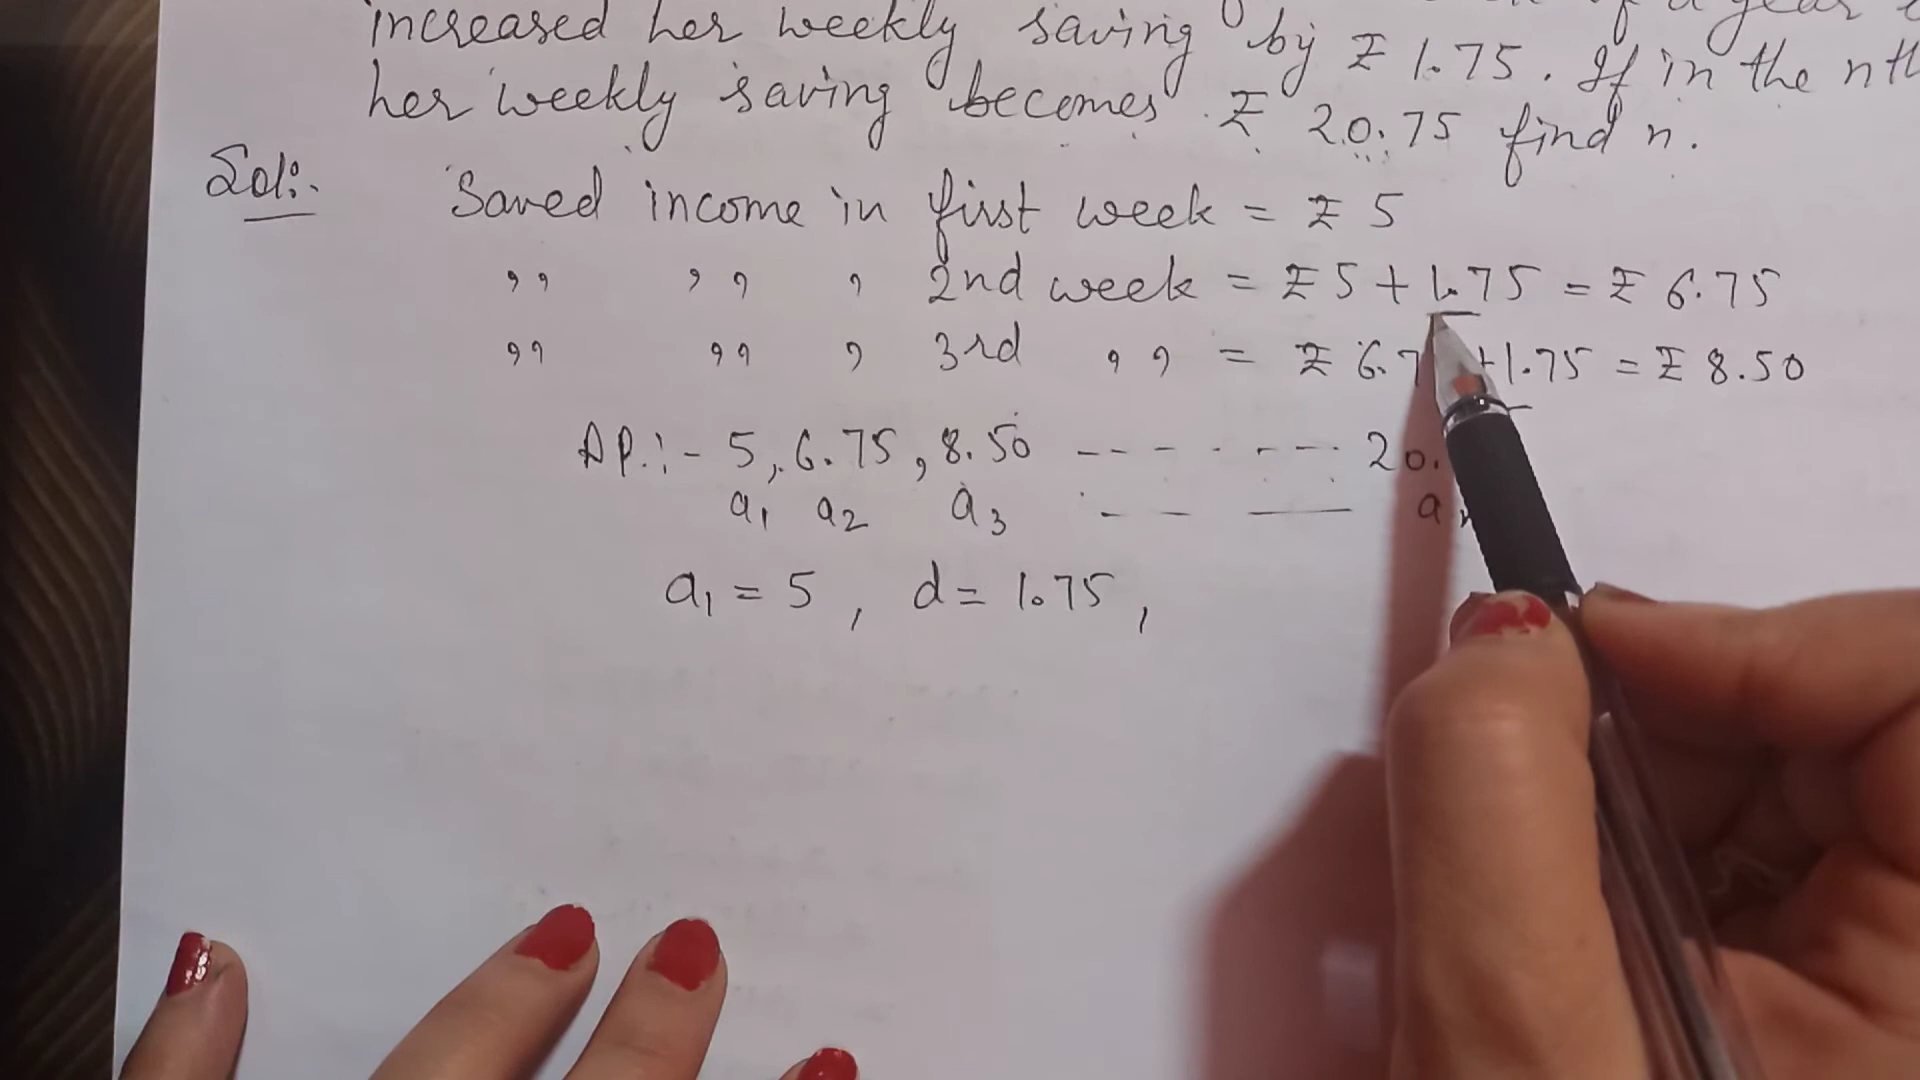 increased her weekly saving by ₹ 1.75. If in the nth
her weekly saving becomes ₹ 20.75 find n.
Sol:- Saved income in first week = ₹ 5
,, ,, , 2nd week = ₹ 5 + 1.75 = ₹ 6.75
,, ,, , 3rd ,, = ₹ 6.7 +1.75 = ₹ 8.50
AP.:- 5, 6.75, 8.50 ------- 20.
a1 a2 a3 -- — a
a1 = 5 , d = 1.75 ,